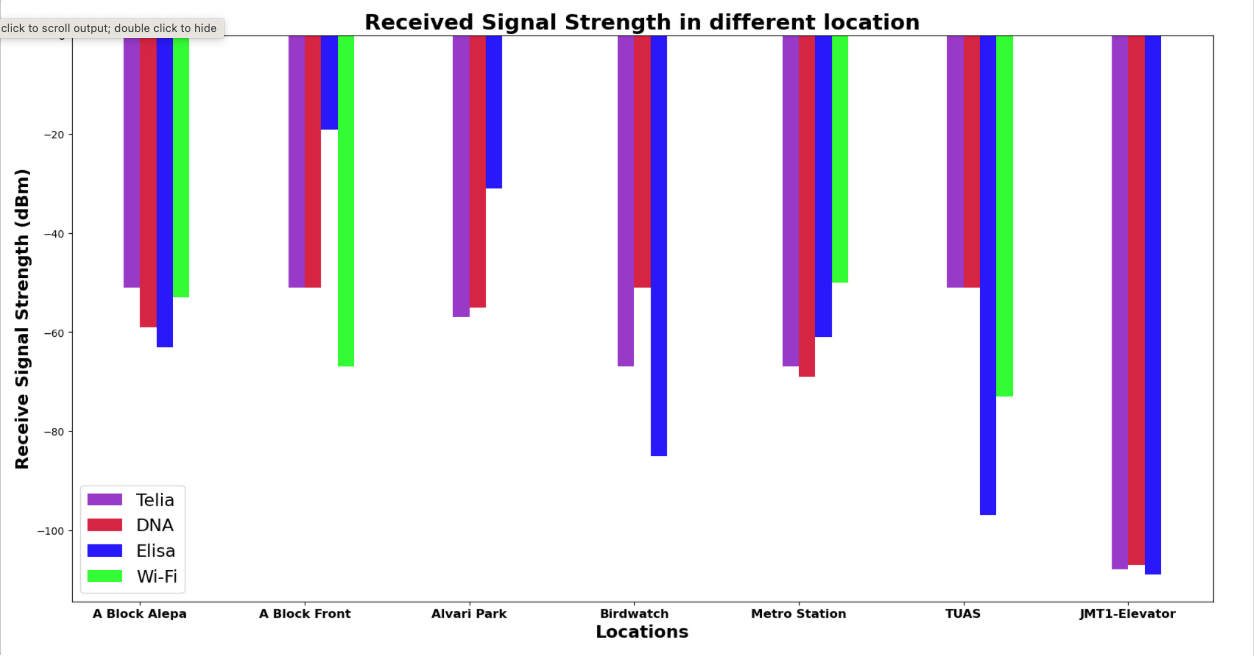 Received Signal Strength in different location
click to scroll output; double click to hide
−20
−40
−60
−80
−100
Receive Signal Strength (dBm)
Telia
DNA
Elisa
Wi-Fi
A Block Alepa
A Block Front
Alvari Park
Birdwatch
Metro Station
TUAS
JMT1-Elevator
Locations